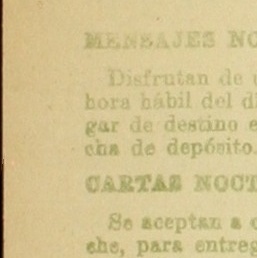 MENSAJES NO
Disfrutan de u
hora hábil del d
gar de destino e
cha de depósito.
CARTAS NOCT
Se aceptan a c
che, para entreg